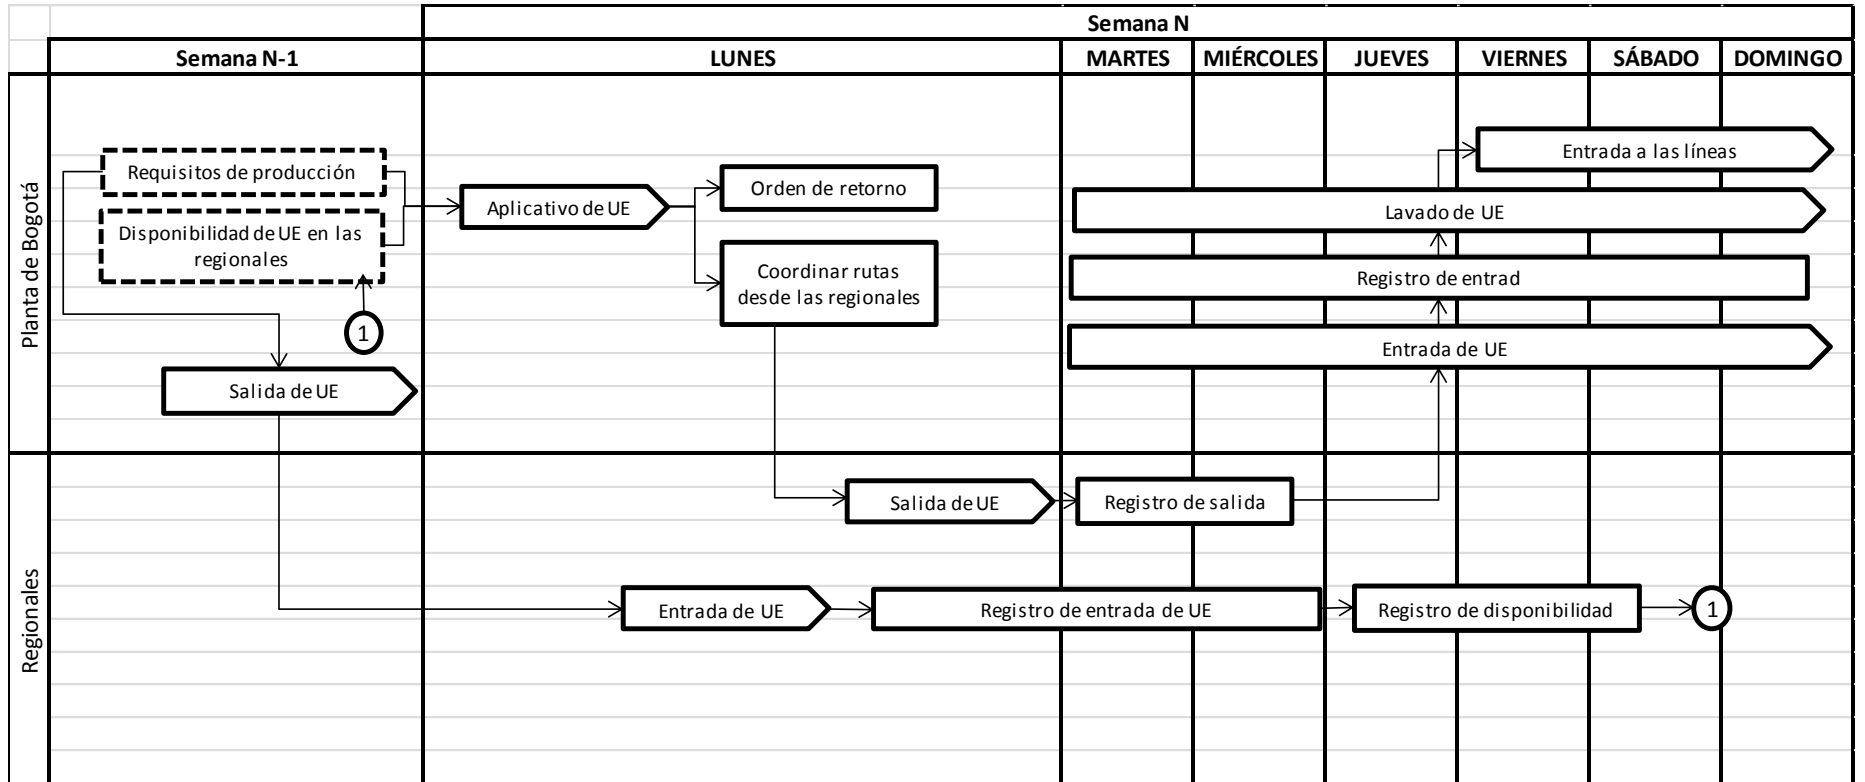 Semana N
Semana N-1
LUNES
MARTES
MIÉRCOLES
JUEVES
VIERNES
SÁBADO
DOMINGO
Planta de Bogotá
Requisitos de producción
Disponibilidad de UE en las
regionales
1
Salida de UE
Aplicativo de UE
Orden de retorno
Coordinar rutas
desde las regionales
Entrada a las líneas
Lavado de UE
Registro de entrad
Entrada de UE
Regionales
Salida de UE
Registro de salida
Entrada de UE
Registro de entrada de UE
Registro de disponibilidad
1